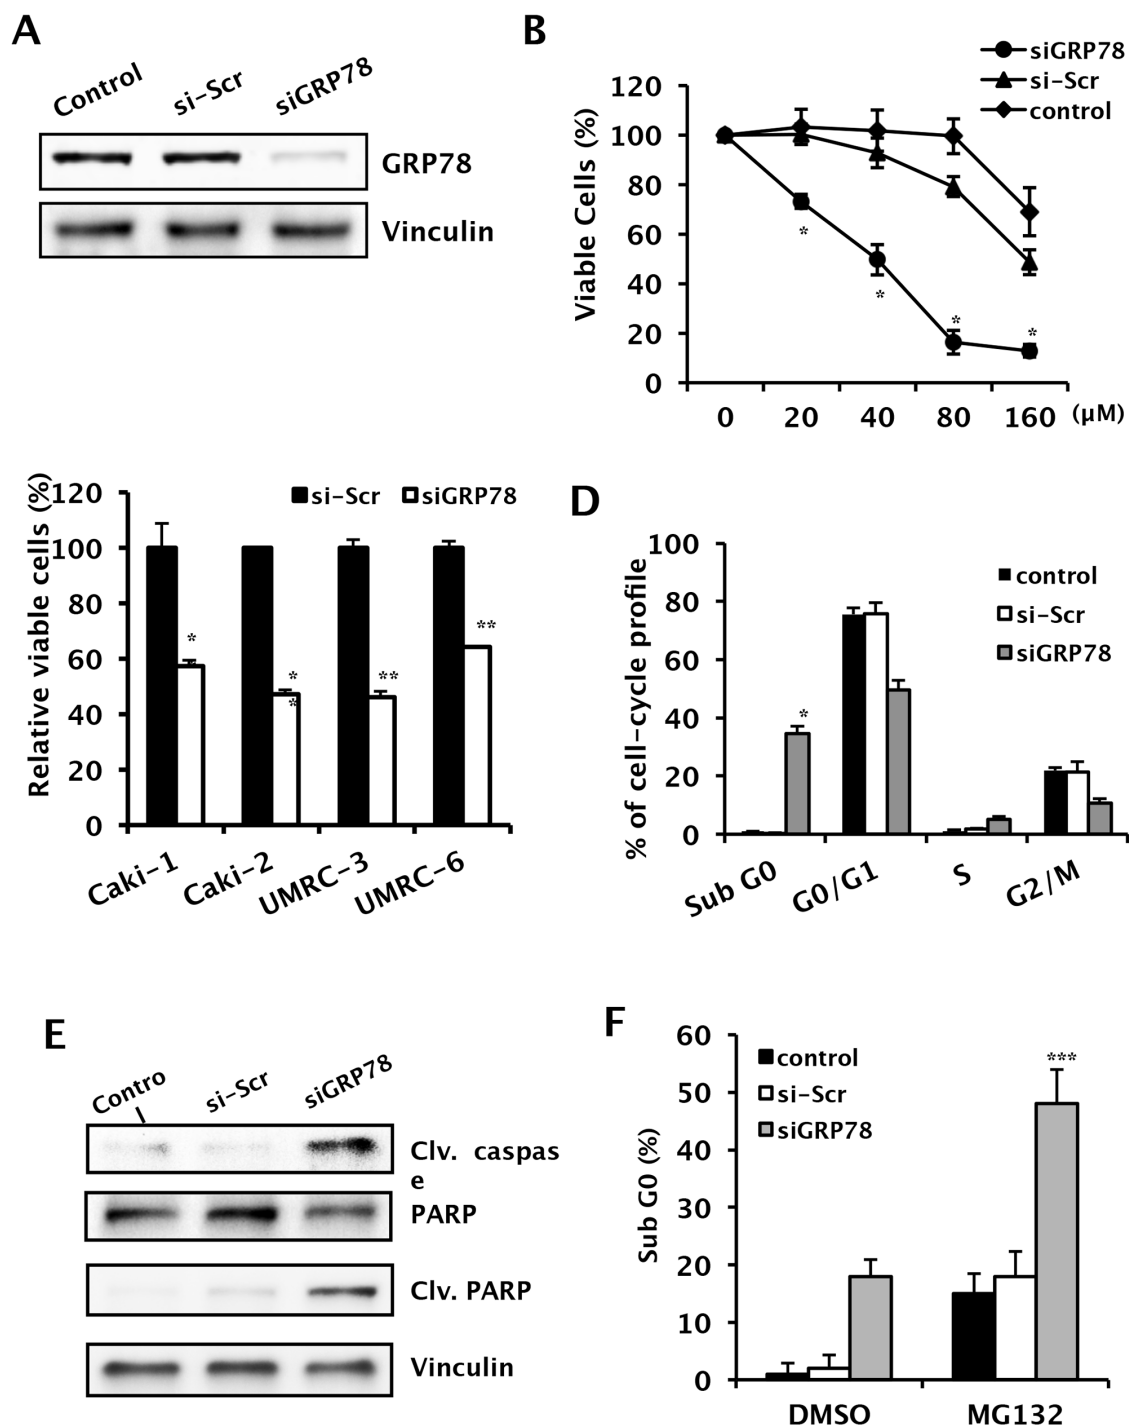 A
Control
si-Scr
siGRP78
GRP78
Vinculin
B
siGRP78
si-Scr
control
Viable Cells (%)
120
100
80
60
40
20
0
*
*
*
*
0 20 40 80 160 (μM)
Relative viable cells (%)
120
100
80
60
40
20
0
si-Scr siGRP78
*
*
*
**
**
Caki-1
Caki-2
UMRC-3
UMRC-6
D
% of cell-cycle profile
100
80
60
40
20
0
control
si-Scr
siGRP78
*
Sub G0
G0/G1
S
G2/M
E
Contro
l
si-Scr
siGRP78
Clv. caspas
e
PARP
Clv. PARP
Vinculin
F
Sub G0 (%)
60
50
40
30
20
10
0
control
si-Scr
siGRP78
***
DMSO MG132